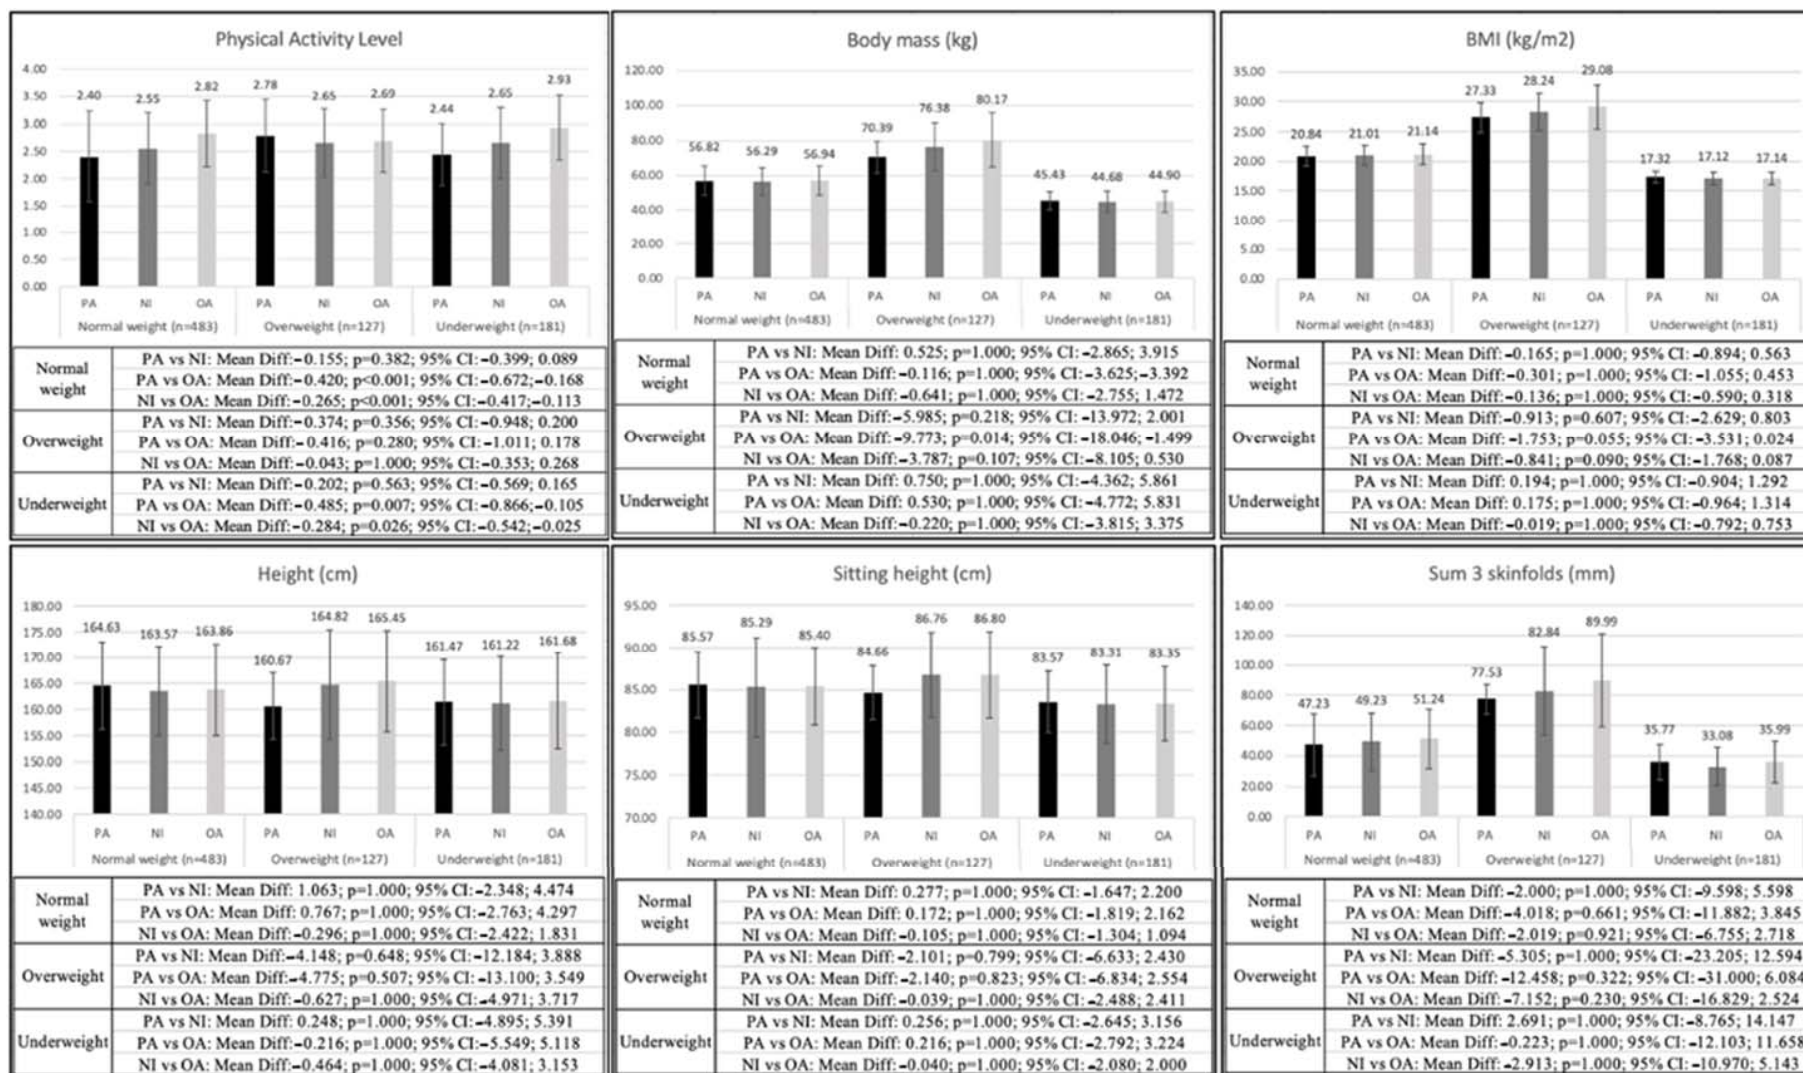 Physical Activity Level
4.00
3.50
3.00
2.50
2.00
1.50
1.00
0.50
0.00
2.40 2.55 2.82 2.78 2.65 2.69 2.44 2.65 2.93
PA NI OA PA NI OA PA NI OA
Normal weight (n=483) Overweight (n=127) Underweight (n=181)
Normal weight
PA vs NI: Mean Diff:-0.155; p=0.382; 95% CI:-0.399; 0.089
PA vs OA: Mean Diff:-0.420; p<0.001; 95% CI:-0.672;-0.168
NI vs OA: Mean Diff:-0.265; p<0.001; 95% CI:-0.417;-0.113
Overweight
PA vs NI: Mean Diff:-0.374; p=0.356; 95% CI:-0.948; 0.200
PA vs OA: Mean Diff:-0.416; p=0.280; 95% CI:-1.011; 0.178
NI vs OA: Mean Diff:-0.043; p=1.000; 95% CI:-0.353; 0.268
Underweight
PA vs NI: Mean Diff:-0.202; p=0.563; 95% CI:-0.569; 0.165
PA vs OA: Mean Diff:-0.485; p=0.007; 95% CI:-0.866;-0.105
NI vs OA: Mean Diff:-0.284; p=0.026; 95% CI:-0.542;-0.025
Body mass (kg)
120.00
100.00
80.00
60.00
40.00
20.00
0.00
56.82 56.29 56.94 70.39 76.38 80.17 45.43 44.68 44.90
PA NI OA PA NI OA PA NI OA
Normal weight (n=483) Overweight (n=127) Underweight (n=181)
Normal weight
PA vs NI: Mean Diff: 0.525; p=1.000; 95% CI:-2.865; 3.915
PA vs OA: Mean Diff:-0.116; p=1.000; 95% CI:-3.625;-3.392
NI vs OA: Mean Diff:-0.641; p=1.000; 95% CI:-2.755; 1.472
Overweight
PA vs NI: Mean Diff:-5.985; p=0.218; 95% CI:-13.972; 2.001
PA vs OA: Mean Diff:-9.773; p=0.014; 95% CI:-18.046; -1.499
NI vs OA: Mean Diff:-3.787; p=0.107; 95% CI:-8.105; 0.530
Underweight
PA vs NI: Mean Diff: 0.750; p=1.000; 95% CI:-4.362; 5.861
PA vs OA: Mean Diff: 0.530; p=1.000; 95% CI:-4.772; 5.831
NI vs OA: Mean Diff:-0.220; p=1.000; 95% CI:-3.815; 3.375
BMI (kg/m2)
35.00
30.00
25.00
20.00
15.00
10.00
5.00
0.00
20.84 21.01 21.14 27.33 28.24 29.08 17.32 17.12 17.14
PA NI OA PA NI OA PA NI OA
Normal weight (n=483) Overweight (n=127) Underweight (n=181)
Normal weight
PA vs NI: Mean Diff:-0.165; p=1.000; 95% CI:-0.894; 0.563
PA vs OA: Mean Diff:-0.301; p=1.000; 95% CI:-1.055; 0.453
NI vs OA: Mean Diff:-0.136; p=1.000; 95% CI:-0.590; 0.318
Overweight
PA vs NI: Mean Diff:-0.913; p=0.607; 95% CI:-2.629; 0.803
PA vs OA: Mean Diff:-1.753; p=0.055; 95% CI:-3.531; 0.024
NI vs OA: Mean Diff:-0.841; p=0.090; 95% CI:-1.768; 0.087
Underweight
PA vs NI: Mean Diff: 0.194; p=1.000; 95% CI:-0.904; 1.292
PA vs OA: Mean Diff: 0.175; p=1.000; 95% CI:-0.964; 1.314
NI vs OA: Mean Diff:-0.019; p=1.000; 95% CI:-0.792; 0.753
Height (cm)
180.00
175.00
170.00
165.00
160.00
155.00
150.00
145.00
140.00
164.63 163.57 163.86 160.67 164.82 165.45 161.47 161.22 161.68
PA NI OA PA NI OA PA NI OA
Normal weight (n=483) Overweight (n=127) Underweight (n=181)
Normal weight
PA vs NI: Mean Diff: 1.063; p=1.000; 95% CI:-2.348; 4.474
PA vs OA: Mean Diff: 0.767; p=1.000; 95% CI:-2.763; 4.297
NI vs OA: Mean Diff:-0.296; p=1.000; 95% CI:-2.422; 1.831
Overweight
PA vs NI: Mean Diff:-4.148; p=0.648; 95% CI:-12.184; 3.888
PA vs OA: Mean Diff:-4.775; p=0.507; 95% CI:-13.100; 3.549
NI vs OA: Mean Diff:-0.627; p=1.000; 95% CI:-4.971; 3.717
Underweight
PA vs NI: Mean Diff: 0.248; p=1.000; 95% CI:-4.895; 5.391
PA vs OA: Mean Diff:-0.216; p=1.000; 95% CI:-5.549; 5.118
NI vs OA: Mean Diff:-0.464; p=1.000; 95% CI:-4.081; 3.153
Sitting height (cm)
95.00
90.00
85.00
80.00
75.00
70.00
85.57 85.29 85.40 84.66 86.76 86.80 83.57 83.31 83.35
PA NI OA PA NI OA PA NI OA
Normal weight (n=483) Overweight (n=127) Underweight (n=181)
Normal weight
PA vs NI: Mean Diff: 0.277; p=1.000; 95% CI:-1.647; 2.200
PA vs OA: Mean Diff: 0.172; p=1.000; 95% CI:-1.819; 2.162
NI vs OA: Mean Diff:-0.105; p=1.000; 95% CI:-1.304; 1.094
Overweight
PA vs NI: Mean Diff:-2.101; p=0.799; 95% CI:-6.633; 2.430
PA vs OA: Mean Diff:-2.140; p=0.823; 95% CI:-6.834; 2.554
NI vs OA: Mean Diff:-0.039; p=1.000; 95% CI:-2.488; 2.411
Underweight
PA vs NI: Mean Diff: 0.256; p=1.000; 95% CI:-2.645; 3.156
PA vs OA: Mean Diff: 0.216; p=1.000; 95% CI:-2.792; 3.224
NI vs OA: Mean Diff:-0.040; p=1.000; 95% CI:-2.080; 2.000
Sum 3 skinfolds (mm)
140.00
120.00
100.00
80.00
60.00
40.00
20.00
0.00
47.23 49.23 51.24 77.53 82.84 89.99 35.77 33.08 35.99
PA NI OA PA NI OA PA NI OA
Normal weight (n=483) Overweight (n=127) Underweight (n=181)
Normal weight
PA vs NI: Mean Diff:-2.000; p=1.000; 95% CI:-9.598; 5.598
PA vs OA: Mean Diff:-4.018; p=0.661; 95% CI:-11.882; 3.845
NI vs OA: Mean Diff:-2.019; p=0.921; 95% CI:-6.755; 2.718
Overweight
PA vs NI: Mean Diff:-5.305; p=1.000; 95% CI:-23.205; 12.594
PA vs OA: Mean Diff:-12.458; p=0.322; 95% CI:-31.000; 6.084
NI vs OA: Mean Diff:-7.152; p=0.230; 95% CI:-16.829; 2.524
Underweight
PA vs NI: Mean Diff: 2.691; p=1.000; 95% CI:-8.765; 14.147
PA vs OA: Mean Diff:-0.223; p=1.000; 95% CI:-12.103; 11.658
NI vs OA: Mean Diff:-2.913; p=1.000; 95% CI:-10.970; 5.143